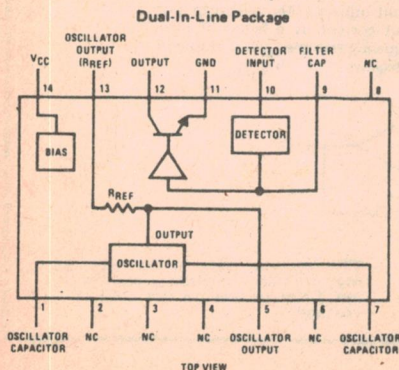 Dual-In-Line Package
OSCILLATOR
OUTPUT
(RREF)
VCC
OUTPUT
GND
DETECTOR
INPUT
FILTER
CAP
NC
14
13
12
11
10
9
8
BIAS
DETECTOR
RREF
OUTPUT
OSCILLATOR
1
2
3
4
5
6
7
OSCILLATOR
CAPACITOR
NC
NC
NC
OSCILLATOR
OUTPUT
NC
OSCILLATOR
CAPACITOR
TOP VIEW